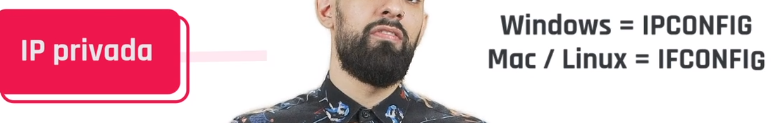 IP privada
Windows = IPCONFIG
Mac / Linux = IFCONFIG